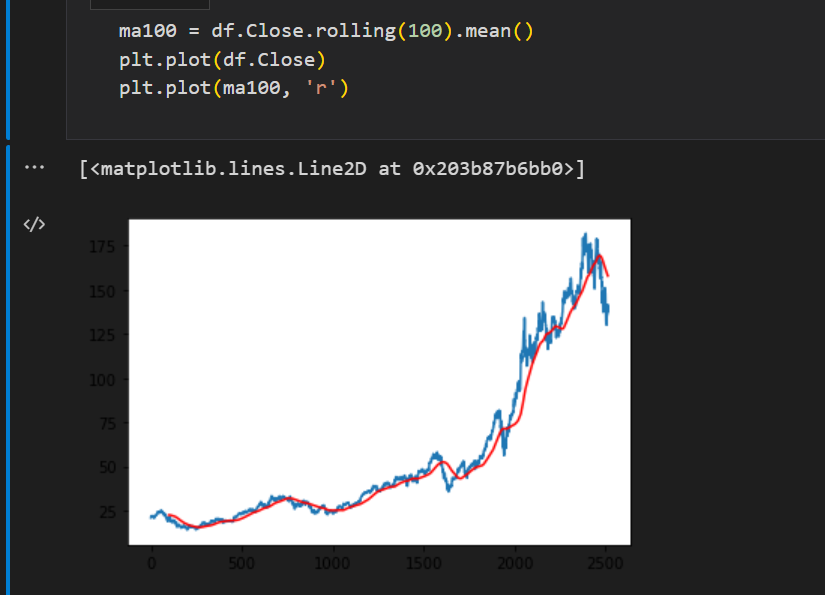 ma100 = df.Close.rolling(100).mean()
plt.plot(df.Close)
plt.plot(ma100, 'r')
...
[<matplotlib.lines.Line2D at 0x203b87b6bb0>]
</>
175
150
125
100
75
50
25
0 500 1000 1500 2000 2500